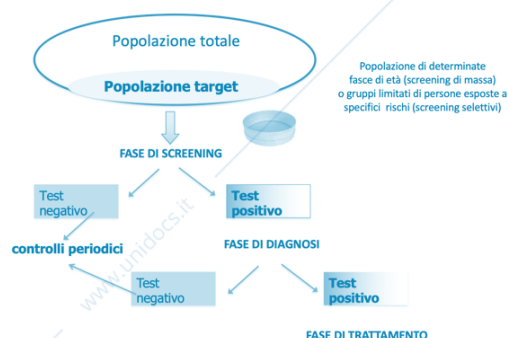 Popolazione totale
Popolazione target
Popolazione di determinate
fasce di età (screening di massa)
o gruppi limitati di persone esposte a
specifici rischi (screening selettivi)
FASE DI SCREENING
Test
negativo
Test
positivo
controlli periodici
FASE DI DIAGNOSI
Test
negativo
Test
positivo
FASE DI TRATTAMENTO
www.unidocs.it